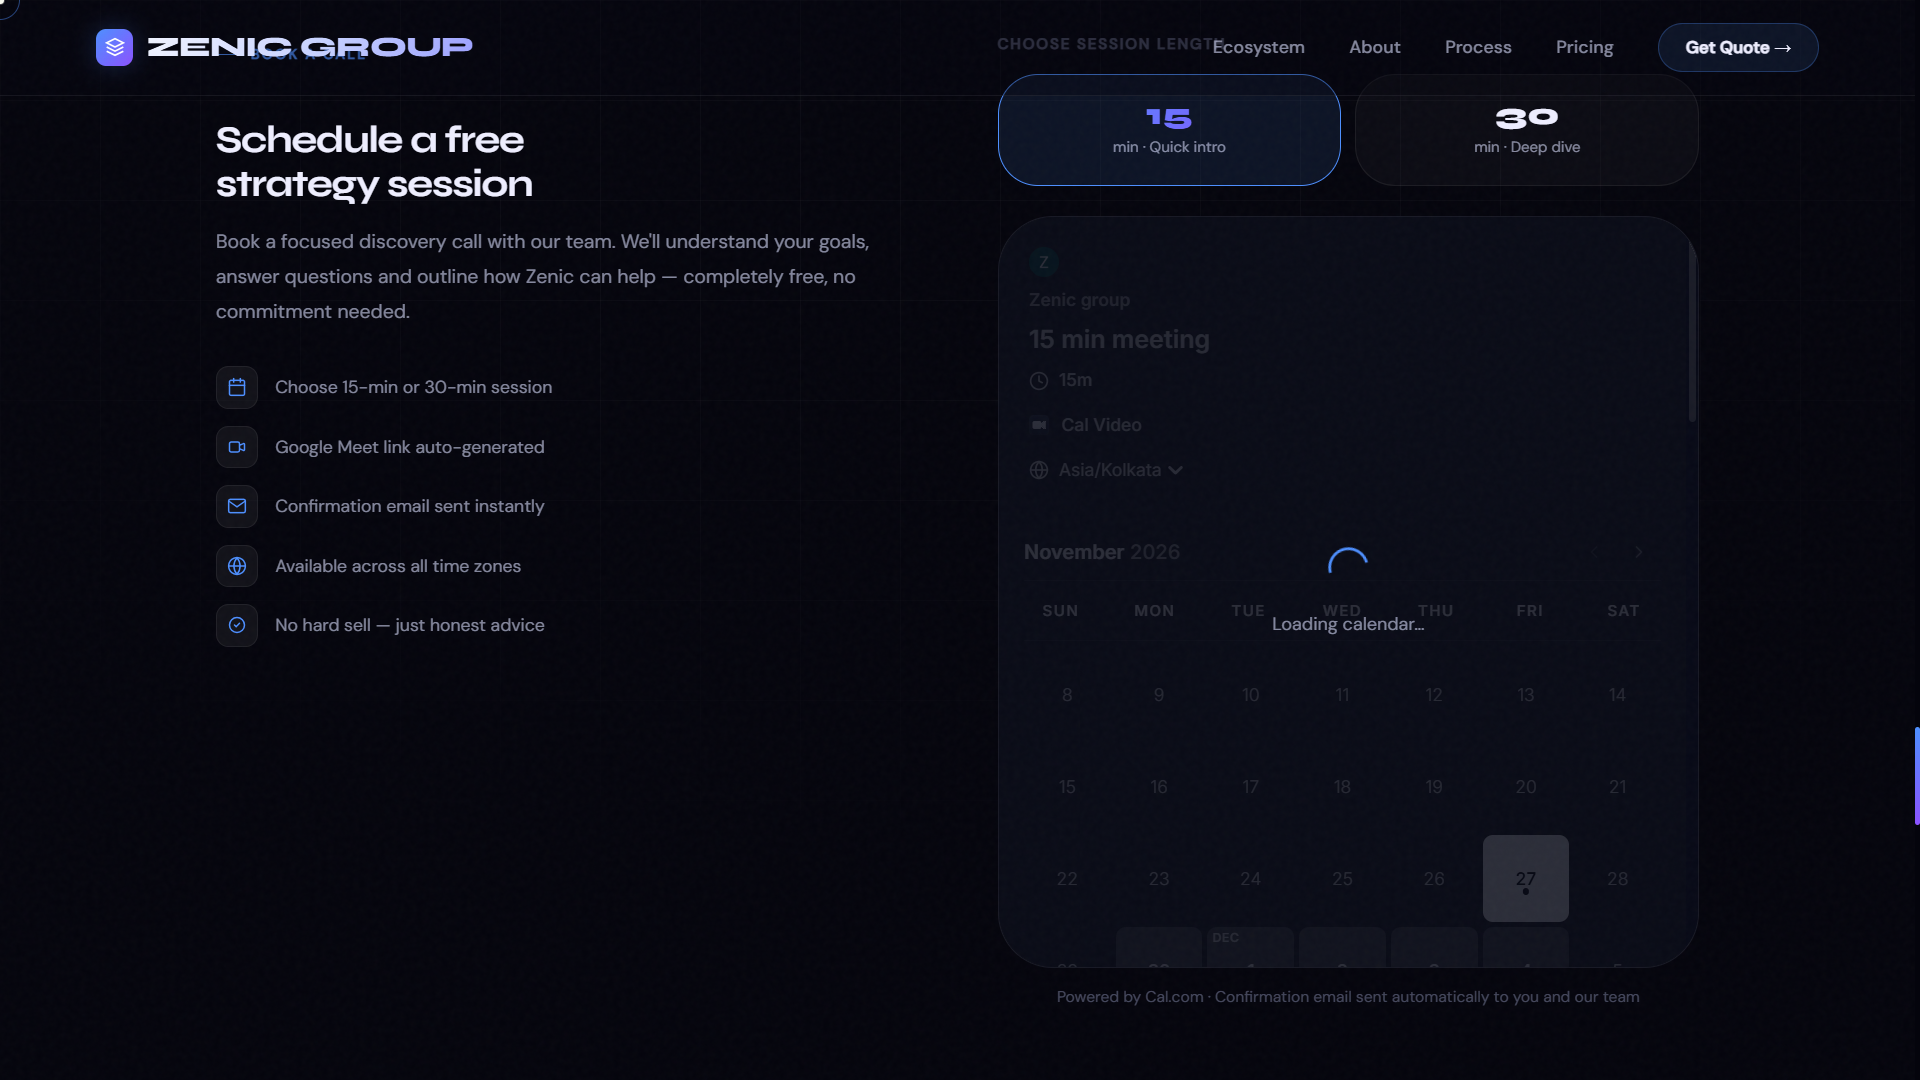 ZENIC GROUP
BOOK A CALL
Ecosystem
About
Process
Pricing
Get Quote →
Schedule a free
strategy session
Book a focused discovery call with our team. We'll understand your goals,
answer questions and outline how Zenic can help — completely free, no
commitment needed.
Choose 15-min or 30-min session
Google Meet link auto-generated
Confirmation email sent instantly
Available across all time zones
No hard sell — just honest advice
CHOOSE SESSION LENGTH
15
min · Quick intro
30
min · Deep dive
Z
Zenic group
15 min meeting
15m
Cal Video
Asia/Kolkata
November 2026
SUN MON TUE WED THU FRI SAT
Loading calendar...
8 9 10 11 12 13 14
15 16 17 18 19 20 21
22 23 24 25 26 27 28
DEC
Powered by Cal.com · Confirmation email sent automatically to you and our team